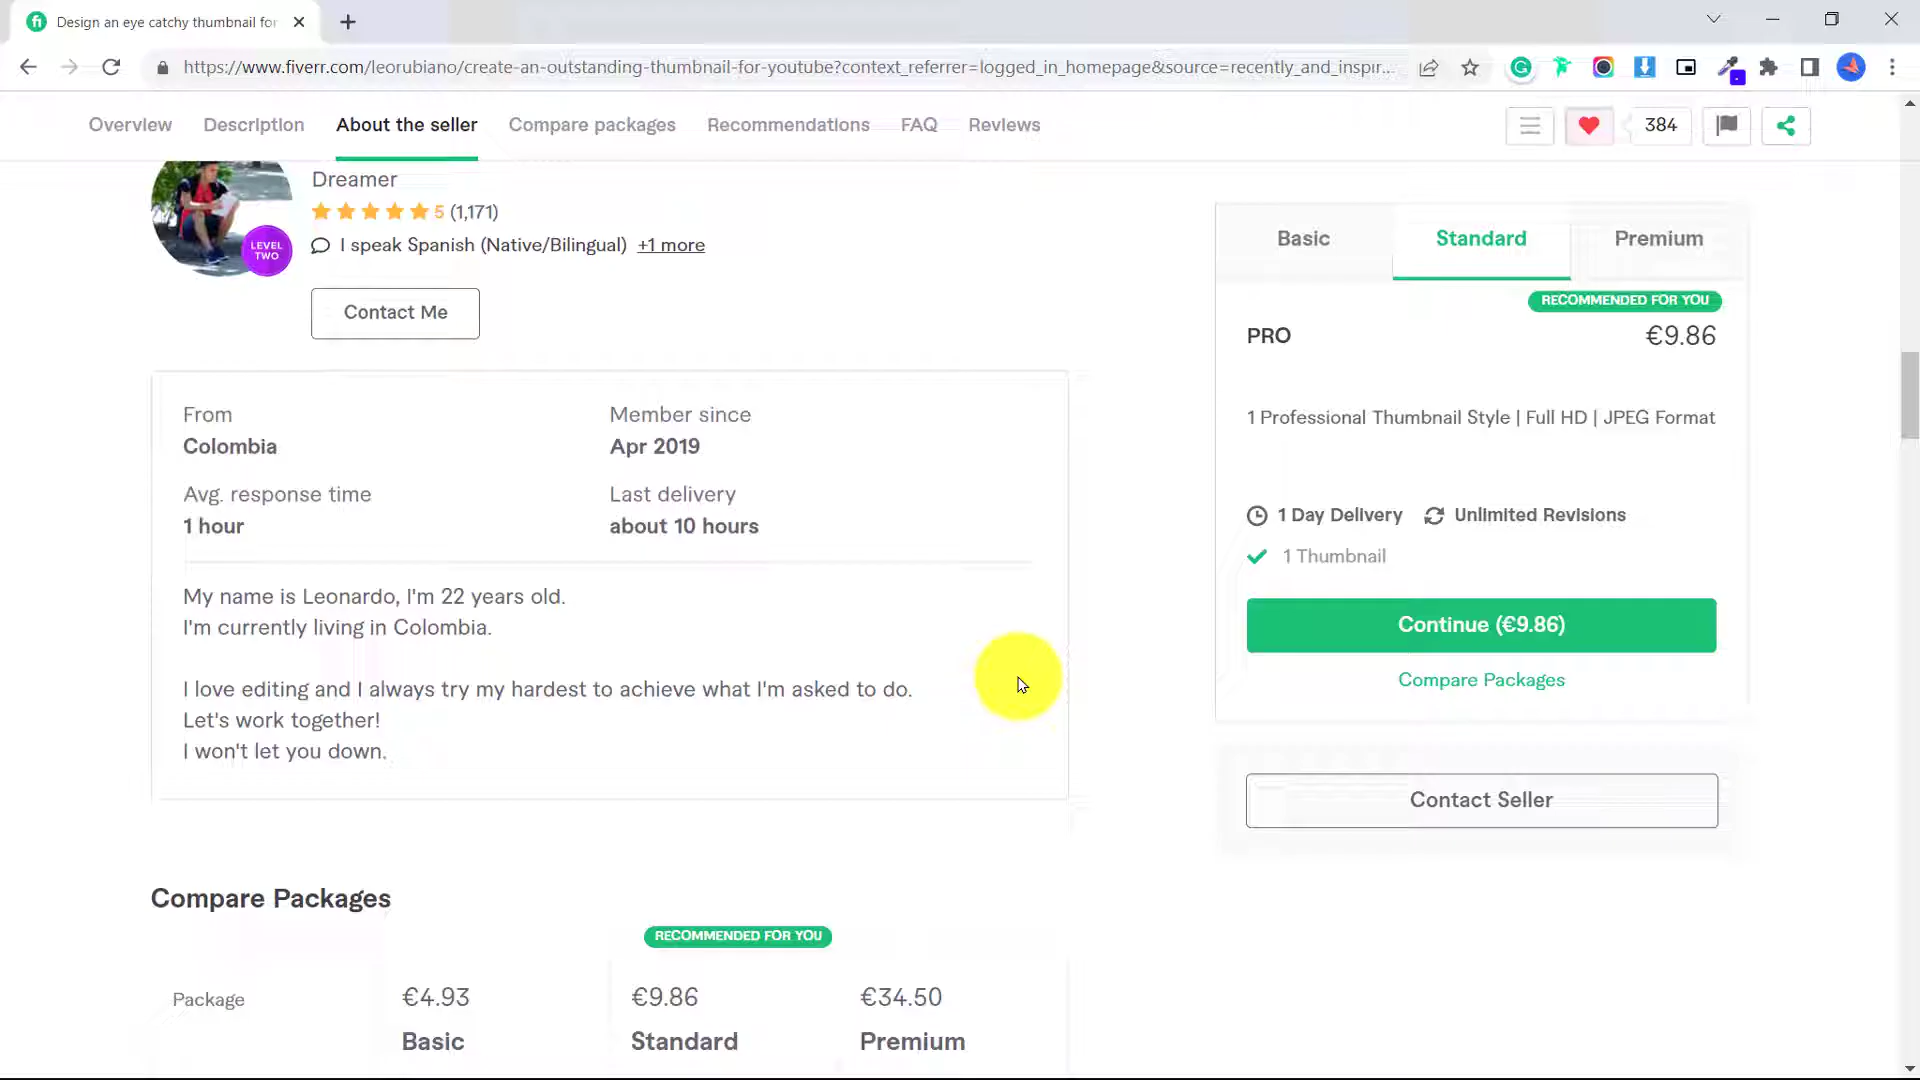 Design an eye catchy thumbnail for
https://www.fiverr.com/leorubiano/create-an-outstanding-thumbnail-for-youtube?context_referrer=logged_in_homepage&source=recently_and_inspir...
Overview Description About the seller Compare packages Recommendations FAQ Reviews
384
Dreamer
5 (1,171)
LEVEL
TWO
I speak Spanish (Native/Bilingual) +1 more
Contact Me
From
Colombia
Member since
Apr 2019
Avg. response time
1 hour
Last delivery
about 10 hours
My name is Leonardo, I'm 22 years old.
I'm currently living in Colombia.
I love editing and I always try my hardest to achieve what I'm asked to do.
Let's work together!
I won't let you down.
Basic Standard Premium
RECOMMENDED FOR YOU
PRO €9.86
1 Professional Thumbnail Style | Full HD | JPEG Format
1 Day Delivery Unlimited Revisions
1 Thumbnail
Continue (€9.86)
Compare Packages
Contact Seller
Compare Packages
RECOMMENDED FOR YOU
Package €4.93 €9.86 €34.50
Basic Standard Premium